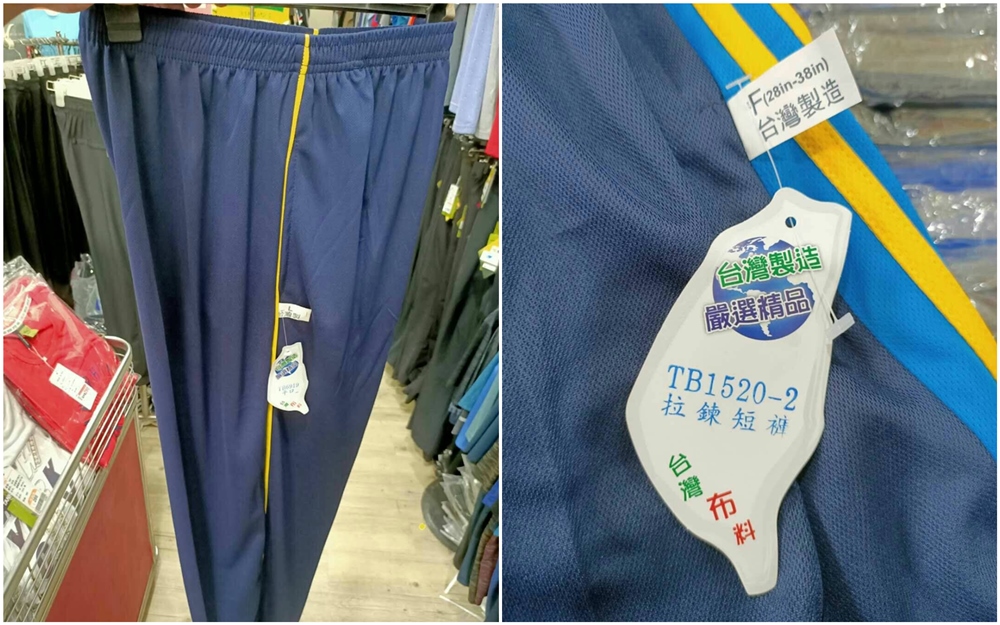 L
F(28in-38in)
台灣製造
台灣製造
嚴選精品
TB1520-2
拉鍊短褲
台灣布料